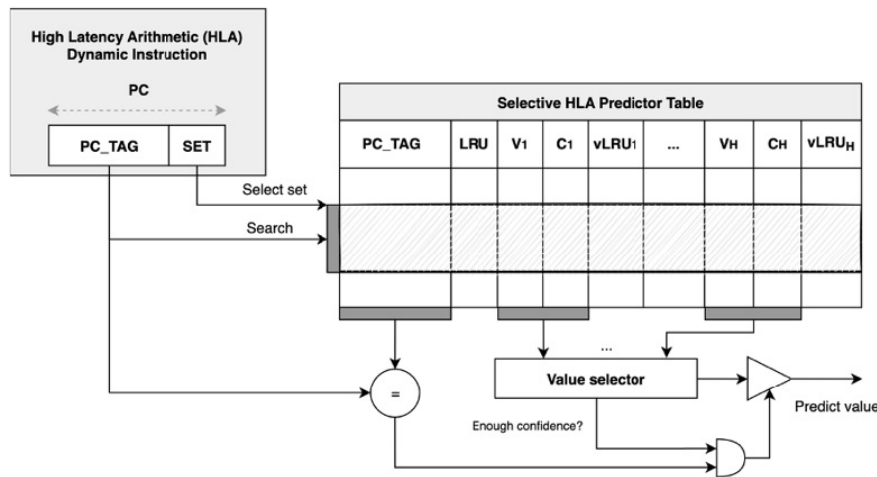 High Latency Arithmetic (HLA)
Dynamic Instruction
PC
PC_TAG SET
Selective HLA Predictor Table
PC_TAG LRU V1 C1 vLRU1 ... VH CH vLRUH
Select set
Search
...
Value selector
=
Predict value
Enough confidence?